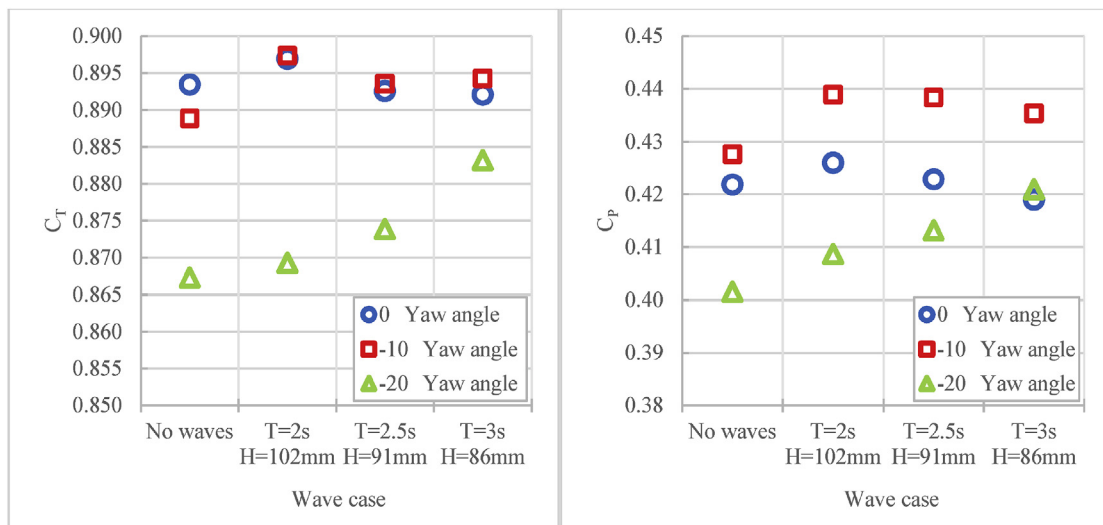 0.900
0.895
0.890
0.885
0.880
0.875
0.870
0.865
0.860
0.855
0.850
C_T
0 Yaw angle
-10 Yaw angle
-20 Yaw angle
No waves T=2s T=2.5s T=3s
H=102mm H=91mm H=86mm
Wave case
0.45
0.44
0.43
0.42
0.41
0.40
0.39
0.38
C_P
0 Yaw angle
-10 Yaw angle
-20 Yaw angle
No waves T=2s T=2.5s T=3s
H=102mm H=91mm H=86mm
Wave case